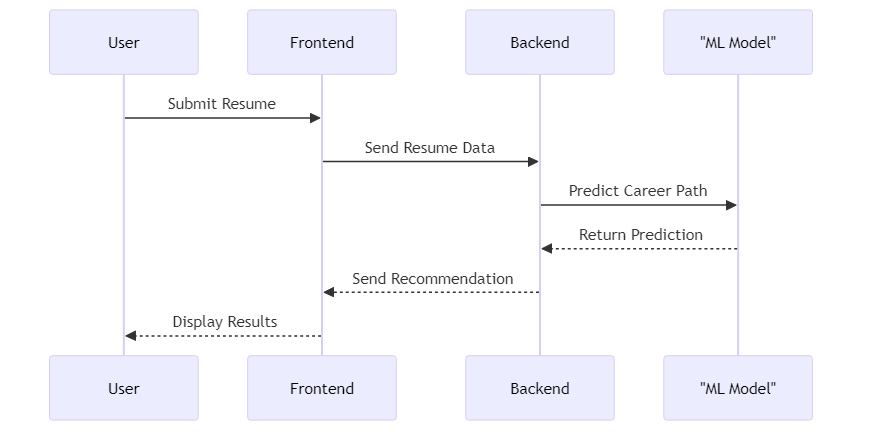 User
Frontend
Backend
"ML Model"
Submit Resume
Send Resume Data
Predict Career Path
Return Prediction
Send Recommendation
Display Results
User
Frontend
Backend
"ML Model"